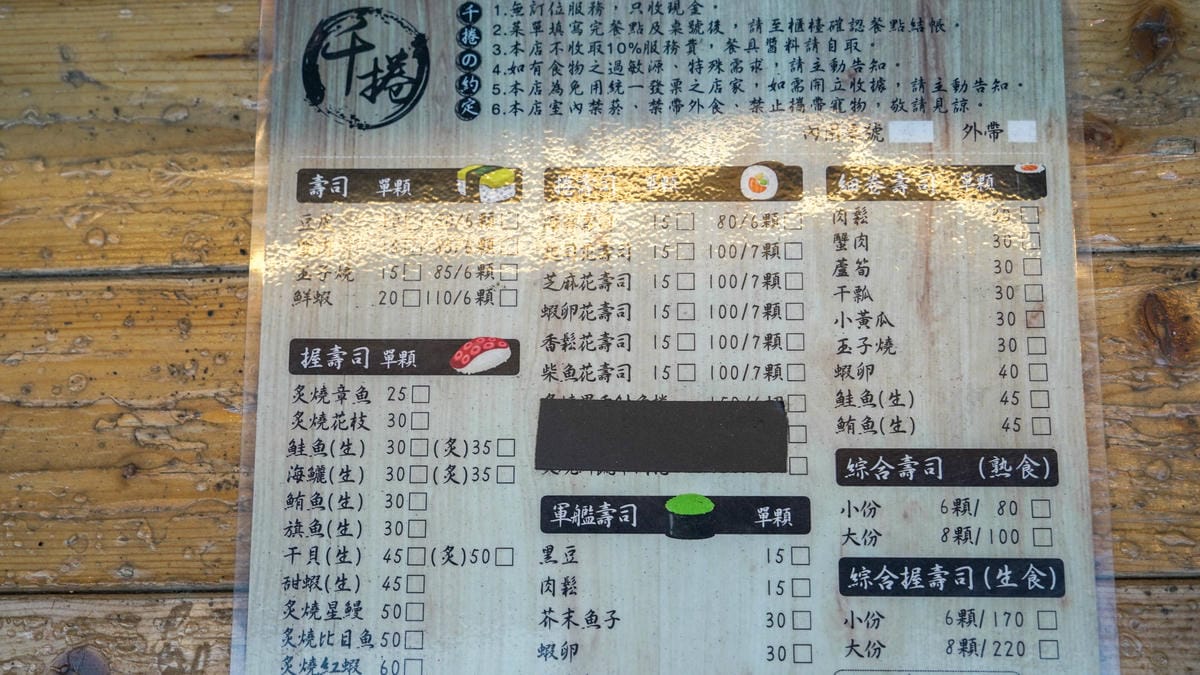 千捲
千捲の約定
1.無訂位服務，只收現金。
2.菜單填寫完餐點及桌號後，請至櫃檯確認餐點結帳。
3.本店不收取10%服務費，餐具醬料請自取。
4.如有食物之過敏源、特殊需求，請主動告知。
5.本店為免用統一發票之店家，如需開立收據，請主動告知。
6.本店室內禁菸、禁帶外食、禁止攜帶寵物，敬請見諒。
外帶
壽司 單顆
玉子燒 15 85/6顆
鮮蝦 20 110/6顆
握壽司 單顆
炙燒章魚 25
炙燒花枝 30
鮭魚(生) 30 (炙)35
海鱺(生) 30 (炙)35
鮪魚(生) 30
旗魚(生) 30
干貝(生) 45 (炙)50
甜蝦(生) 45
炙燒星鰻 50
炙燒比目魚 50
炙燒紅蝦 60
捲壽司 單顆
15 80/6顆
花壽司 15 100/7顆
芝麻花壽司 15 100/7顆
蝦卵花壽司 15 100/7顆
香鬆花壽司 15 100/7顆
柴魚花壽司 15 100/7顆
軍艦壽司 單顆
黑豆 15
肉鬆 15
芥末魚子 30
蝦卵 30
細卷壽司 單顆
肉鬆
蟹肉 30
蘆筍 30
干瓢 30
小黃瓜 30
玉子燒 30
蝦卵 40
鮭魚(生) 45
鮪魚(生) 45
綜合壽司 (熟食)
小份 6顆/ 80
大份 8顆/100
綜合握壽司(生食)
小份 6顆/170
大份 8顆/220